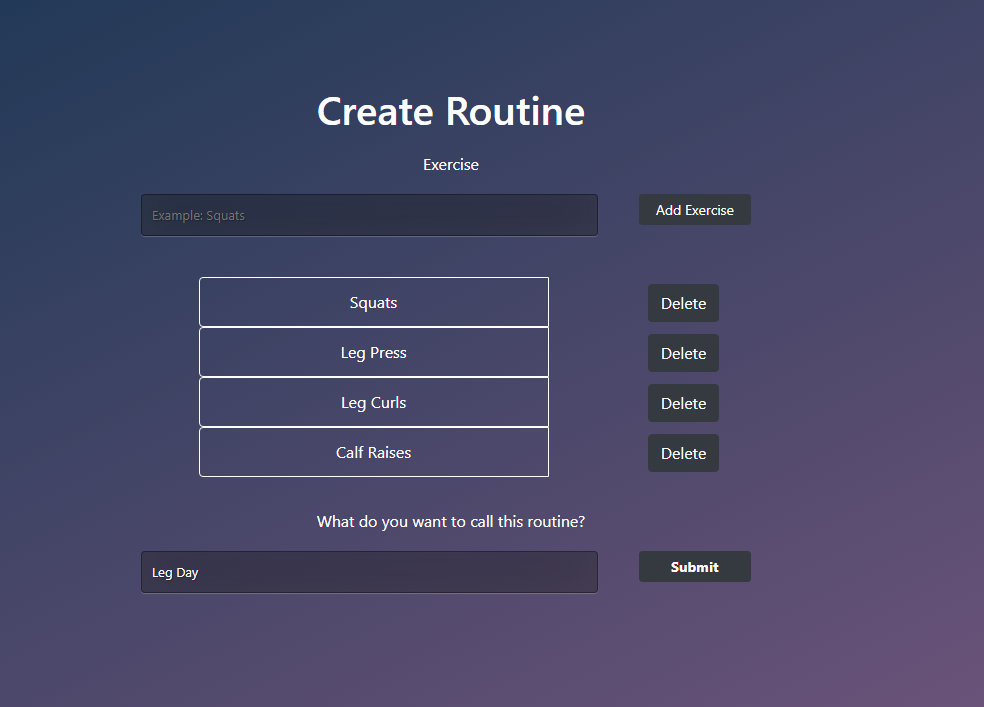 Create Routine
Exercise
Example: Squats
Add Exercise
Squats
Delete
Leg Press
Delete
Leg Curls
Delete
Calf Raises
Delete
What do you want to call this routine?
Leg Day
Submit